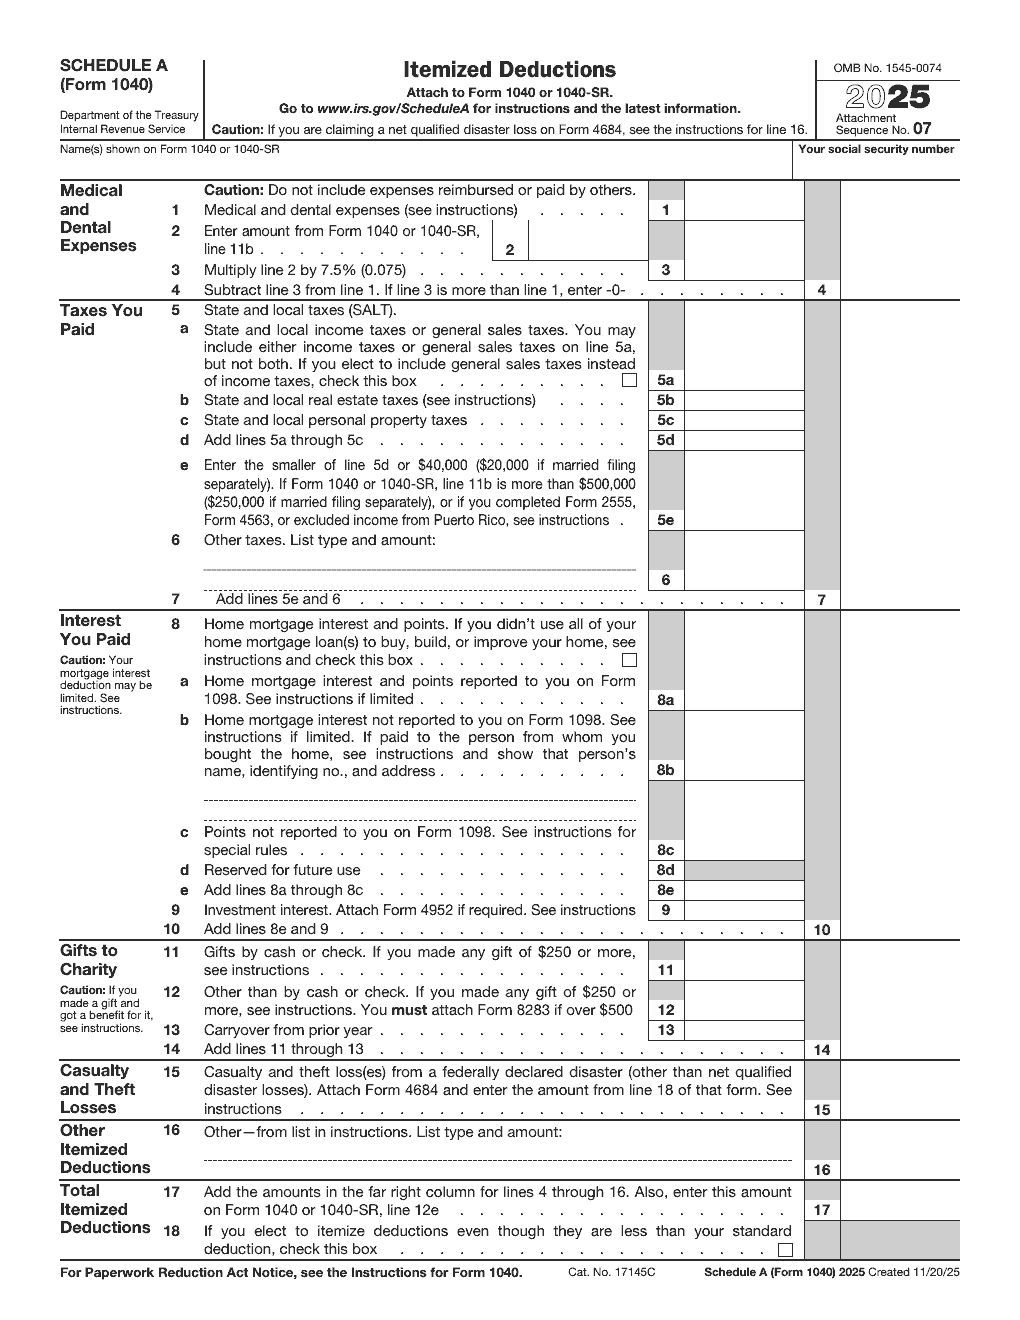 SCHEDULE A
(Form 1040)
Department of the Treasury
Internal Revenue Service
Itemized Deductions
Attach to Form 1040 or 1040-SR.
Go to www.irs.gov/ScheduleA for instructions and the latest information.
Caution: If you are claiming a net qualified disaster loss on Form 4684, see the instructions for line 16.
OMB No. 1545-0074
2025
Attachment
Sequence No. 07
Name(s) shown on Form 1040 or 1040-SR
Your social security number
Medical
and
Dental
Expenses
Caution: Do not include expenses reimbursed or paid by others.
1 Medical and dental expenses (see instructions) . . . . . 1
2 Enter amount from Form 1040 or 1040-SR,
line 11b . . . . . . . . . . . 2
3 Multiply line 2 by 7.5% (0.075) . . . . . . . . . . . 3
4 Subtract line 3 from line 1. If line 3 is more than line 1, enter -0- . . . . . . . . 4
Taxes You
Paid
5 State and local taxes (SALT).
a State and local income taxes or general sales taxes. You may
include either income taxes or general sales taxes on line 5a,
but not both. If you elect to include general sales taxes instead
of income taxes, check this box . . . . . . . . . 5a
b State and local real estate taxes (see instructions) . . . . 5b
c State and local personal property taxes . . . . . . . . 5c
d Add lines 5a through 5c . . . . . . . . . . . . . 5d
e Enter the smaller of line 5d or $40,000 ($20,000 if married filing
separately). If Form 1040 or 1040-SR, line 11b is more than $500,000
($250,000 if married filing separately), or if you completed Form 2555,
Form 4563, or excluded income from Puerto Rico, see instructions . 5e
6 Other taxes. List type and amount:
6
7 Add lines 5e and 6 . . . . . . . . . . . . . . . . . . . . . . 7
Interest
You Paid
Caution: Your
mortgage interest
deduction may be
limited. See
instructions.
8 Home mortgage interest and points. If you didn't use all of your
home mortgage loan(s) to buy, build, or improve your home, see
instructions and check this box . . . . . . . . . .
a Home mortgage interest and points reported to you on Form
1098. See instructions if limited . . . . . . . . . . . 8a
b Home mortgage interest not reported to you on Form 1098. See
instructions if limited. If paid to the person from whom you
bought the home, see instructions and show that person's
name, identifying no., and address . . . . . . . . . . 8b
c Points not reported to you on Form 1098. See instructions for
special rules . . . . . . . . . . . . . . . . . 8c
d Reserved for future use . . . . . . . . . . . . . 8d
e Add lines 8a through 8c . . . . . . . . . . . . . 8e
9 Investment interest. Attach Form 4952 if required. See instructions 9
10 Add lines 8e and 9 . . . . . . . . . . . . . . . . . . . . . . . 10
Gifts to
Charity
Caution: If you
made a gift and
got a benefit for it,
see instructions.
11 Gifts by cash or check. If you made any gift of $250 or more,
see instructions . . . . . . . . . . . . . . . . 11
12 Other than by cash or check. If you made any gift of $250 or
more, see instructions. You must attach Form 8283 if over $500 12
13 Carryover from prior year . . . . . . . . . . . . . 13
14 Add lines 11 through 13 . . . . . . . . . . . . . . . . . . . . . 14
Casualty
and Theft
Losses
15 Casualty and theft loss(es) from a federally declared disaster (other than net qualified
disaster losses). Attach Form 4684 and enter the amount from line 18 of that form. See
instructions . . . . . . . . . . . . . . . . . . . . . . . . . 15
Other
Itemized
Deductions
16 Other—from list in instructions. List type and amount:
16
Total
Itemized
Deductions
17 Add the amounts in the far right column for lines 4 through 16. Also, enter this amount
on Form 1040 or 1040-SR, line 12e . . . . . . . . . . . . . . . . . 17
18 If you elect to itemize deductions even though they are less than your standard
deduction, check this box . . . . . . . . . . . . . . . . . . .
For Paperwork Reduction Act Notice, see the Instructions for Form 1040.
Cat. No. 17145C
Schedule A (Form 1040) 2025 Created 11/20/25